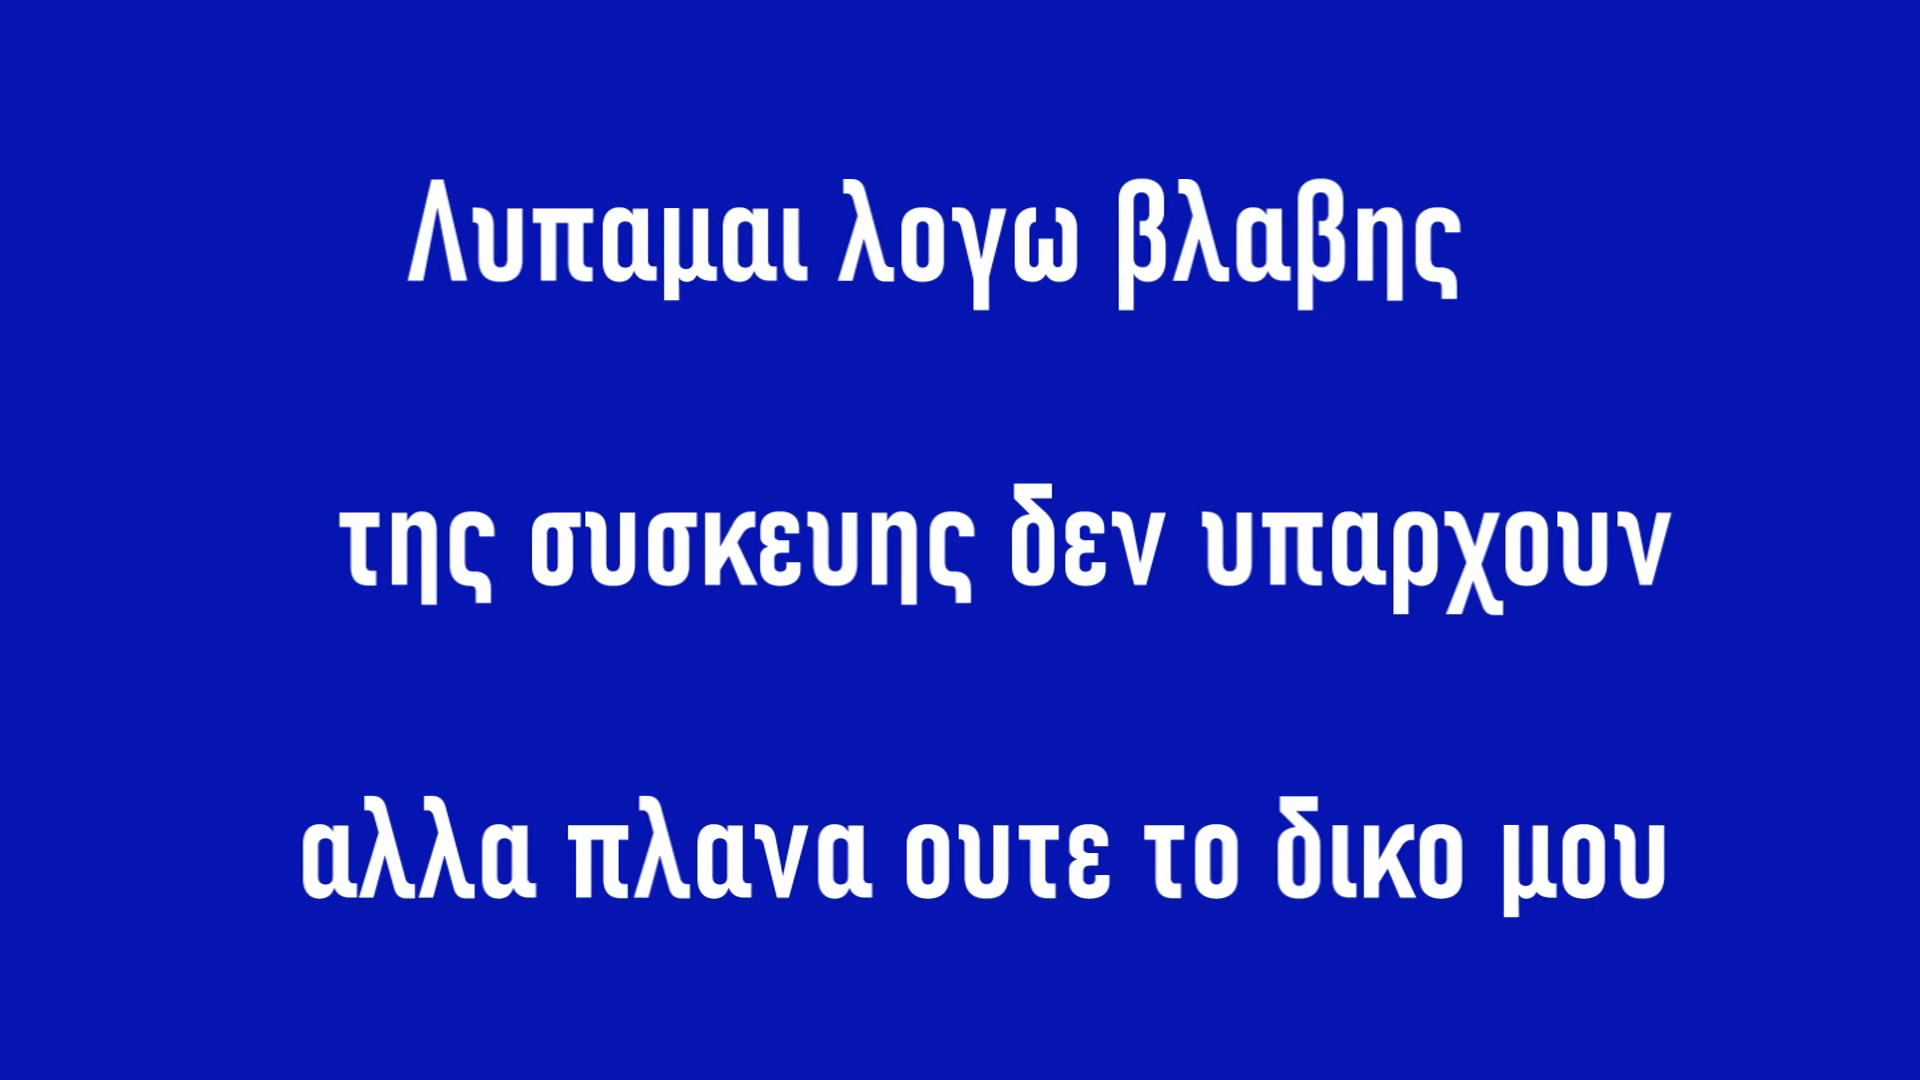 Λυπαμαι λογω βλαβης
της συσκευης δεν υπαρχουν
αλλα πλανα ουτε το δικο μου